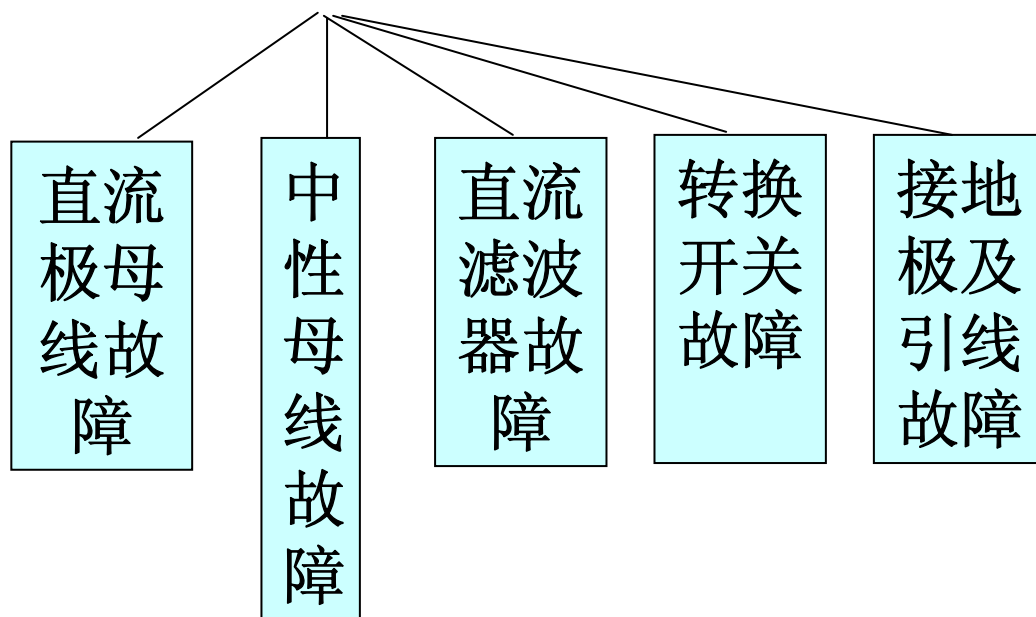 直流
极母
线故
障
中
性
母
线
故
障
直流
滤波
器故
障
转换
开关
故障
接地
极及
引线
故障